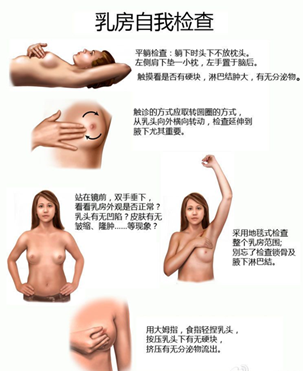 乳房自我检查
平躺检查：躺下时头下不放枕头。
左侧肩下垫一小枕，左手置于脑后。
触摸看是否有硬块，淋巴结肿大，有无分泌物。
触诊的方式应取转圆圈的方式，
从乳头向外横向转动，检查延伸到
腋下尤其重要。
站在镜前，双手垂下，
看看乳房外观是否正常？
乳头有无凹陷？皮肤有无
皱缩、隆肿……等现象？
采用地毯式检查
整个乳房范围;
别忘了检查锁骨及
腋下淋巴結。
用大姆指，食指轻捏乳头，
按压乳头下有无硬块，
挤压有无分泌物流出。